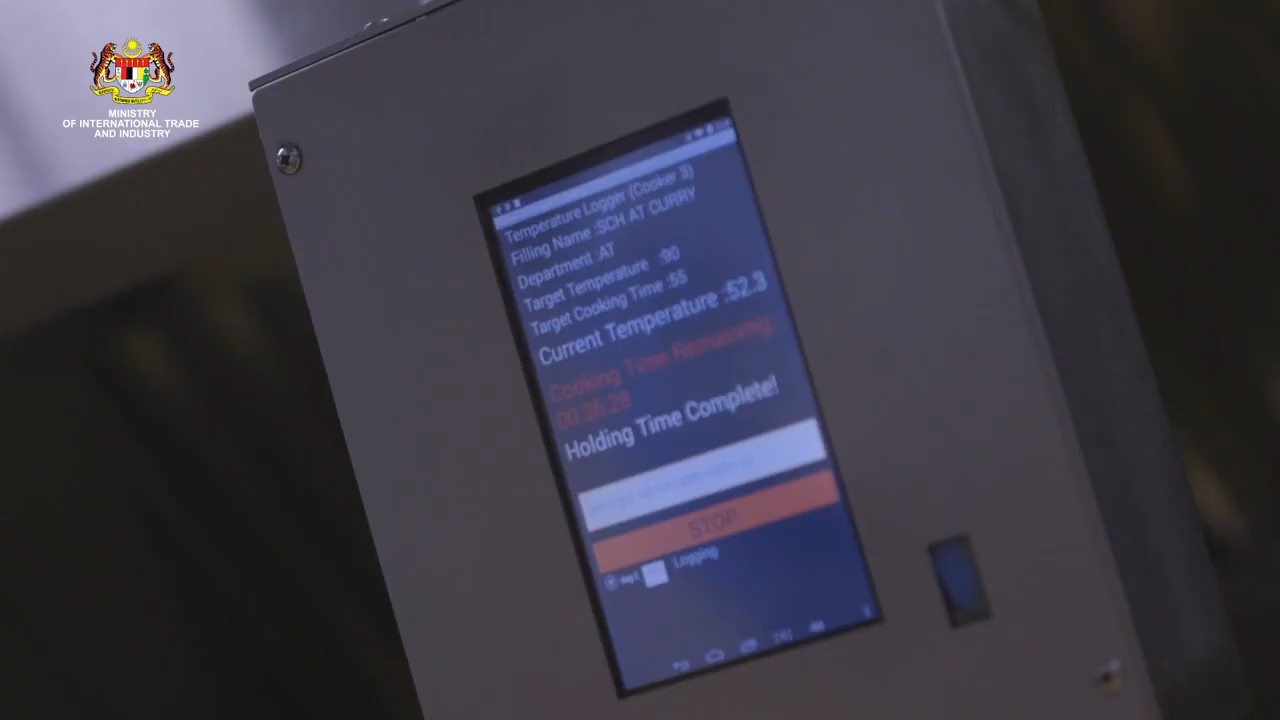 MINISTRY
OF INTERNATIONAL TRADE
AND INDUSTRY
Temperature Logger (Cooker 3)
Filling Name :SCH AT CURRY
Department :AT
Target Temperature :90
Target Cooking Time :55
Current Temperature :52.3
Cooking Time Remaining
00:36:28
Holding Time Complete!
STOP
Logging